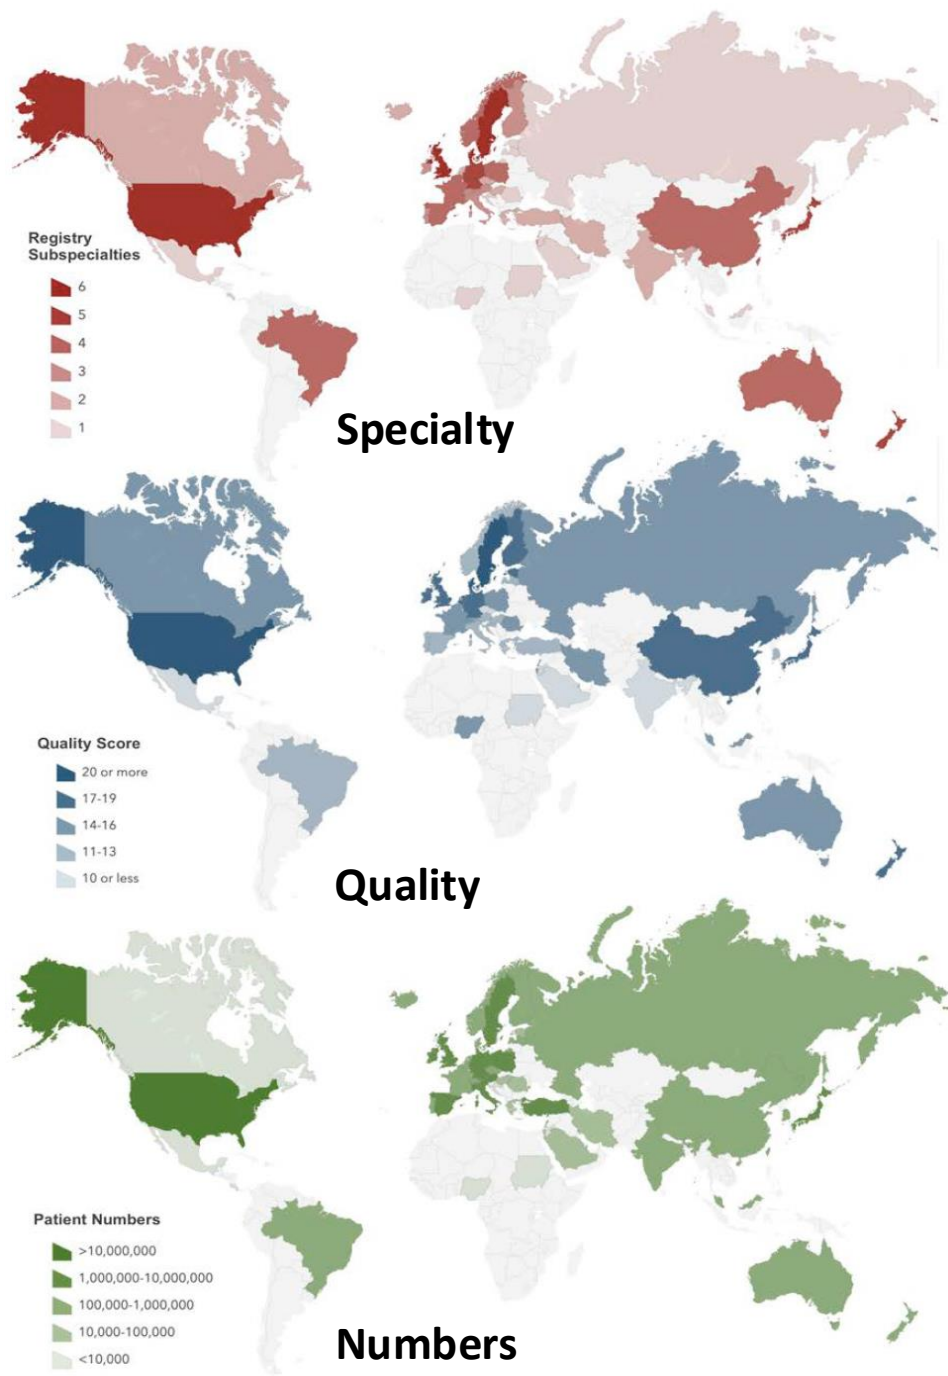 Registry
Subspecialties
6
5
4
3
2
1
Specialty
Quality Score
20 or more
17-19
14-16
11-13
10 or less
Quality
Patient Numbers
>10,000,000
1,000,000-10,000,000
100,000-1,000,000
10,000-100,000
<10,000
Numbers